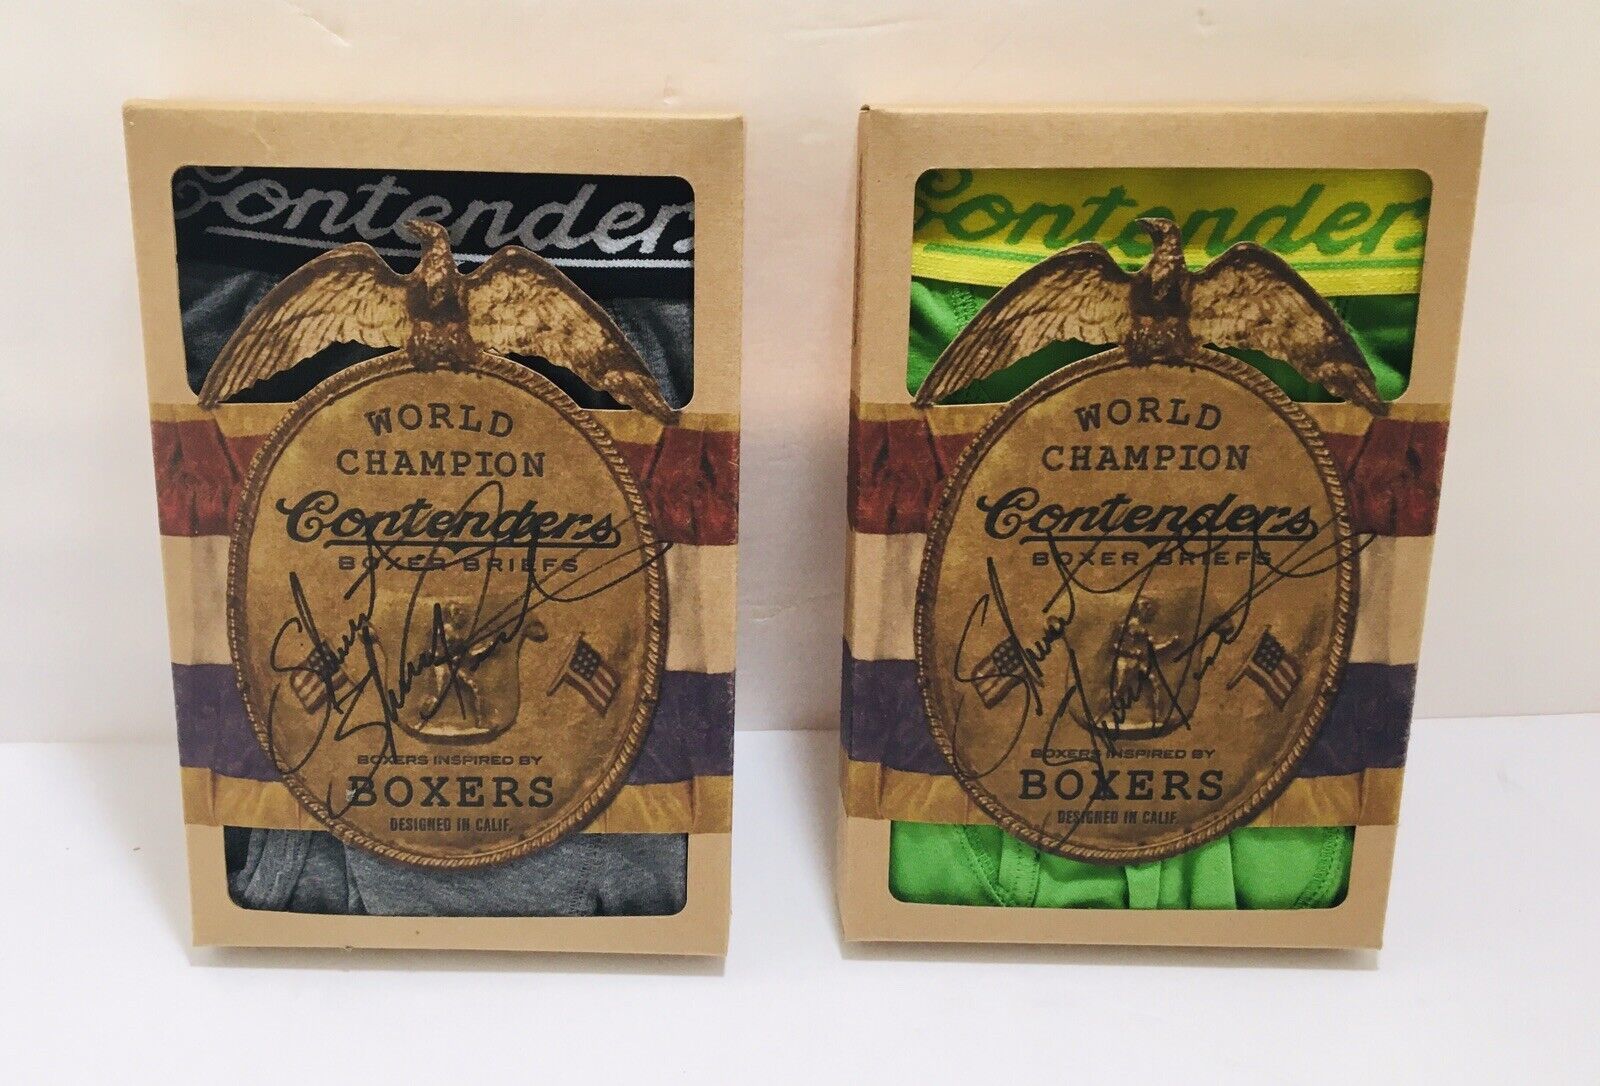 Contenders
WORLD
CHAMPION
Contenders
BOXER BRIEFS
BOXERS INSPIRED BY
BOXERS
DESIGNED IN CALIF.
Contenders
WORLD
CHAMPION
Contenders
BOXER BRIEFS
BOXERS INSPIRED BY
BOXERS
DESIGNED IN CALIF.